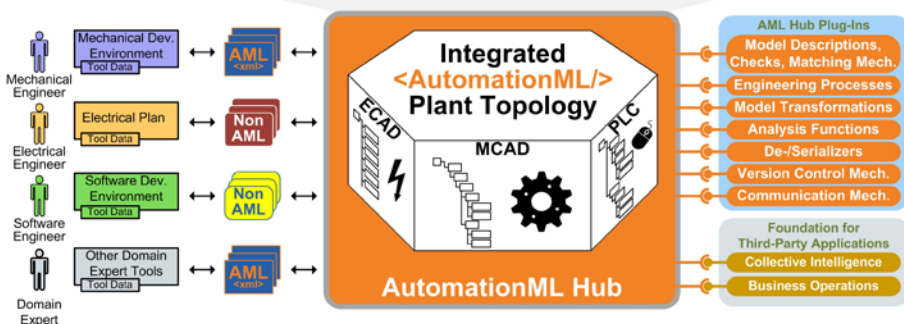 Mechanical Dev.
Environment
Tool Data
Mechanical
Engineer
AML
<xml>
Electrical Plan
Tool Data
Electrical
Engineer
Non
AML
Software Dev.
Environment
Tool Data
Software
Engineer
Non
AML
Other Domain
Expert Tools
Tool Data
Domain
Expert
AML
<xml>
Integrated
<AutomationML/>
Plant Topology
ECAD
MCAD
PLC
AutomationML Hub
AML Hub Plug-Ins
Model Descriptions,
Checks, Matching Mech.
Engineering Processes
Model Transformations
Analysis Functions
De-/Serializers
Version Control Mech.
Communication Mech.
Foundation for
Third-Party Applications
Collective Intelligence
Business Operations